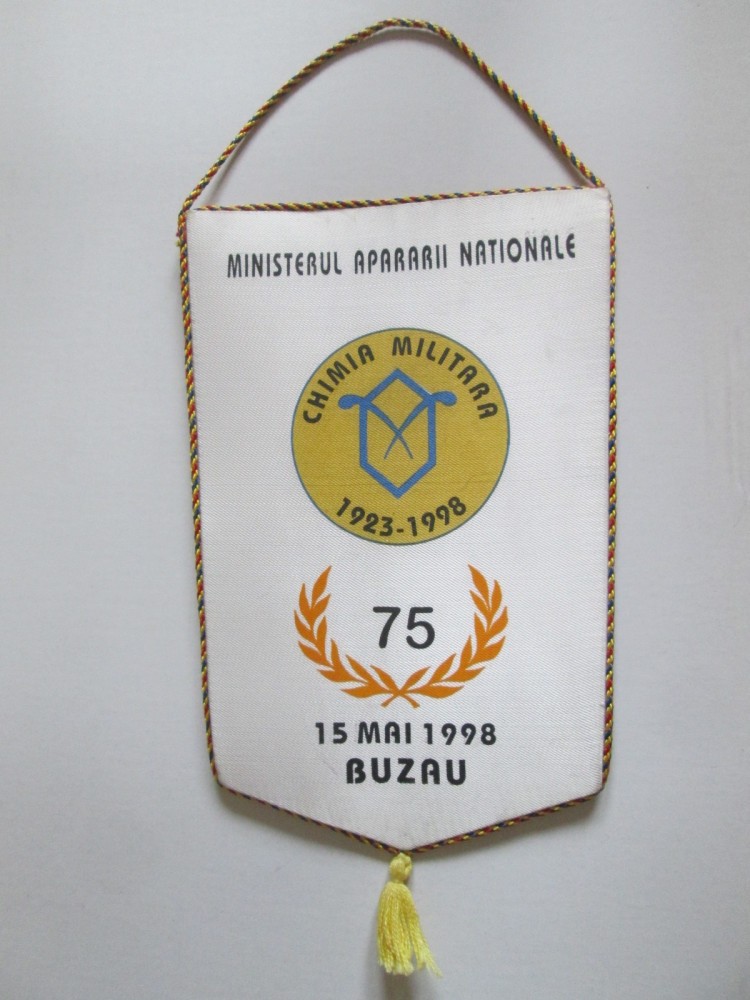 MINISTERUL APARARII NATIONALE
CHIMIA MILITARA
1923-1998
75
15 MAI 1998
BUZAU